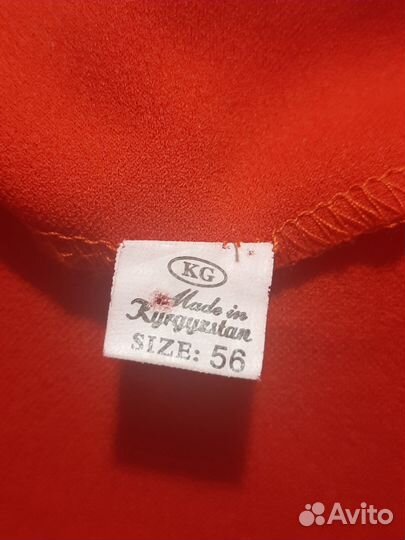 KG
Made in
Kyrgyzstan
SIZE: 56
Avito